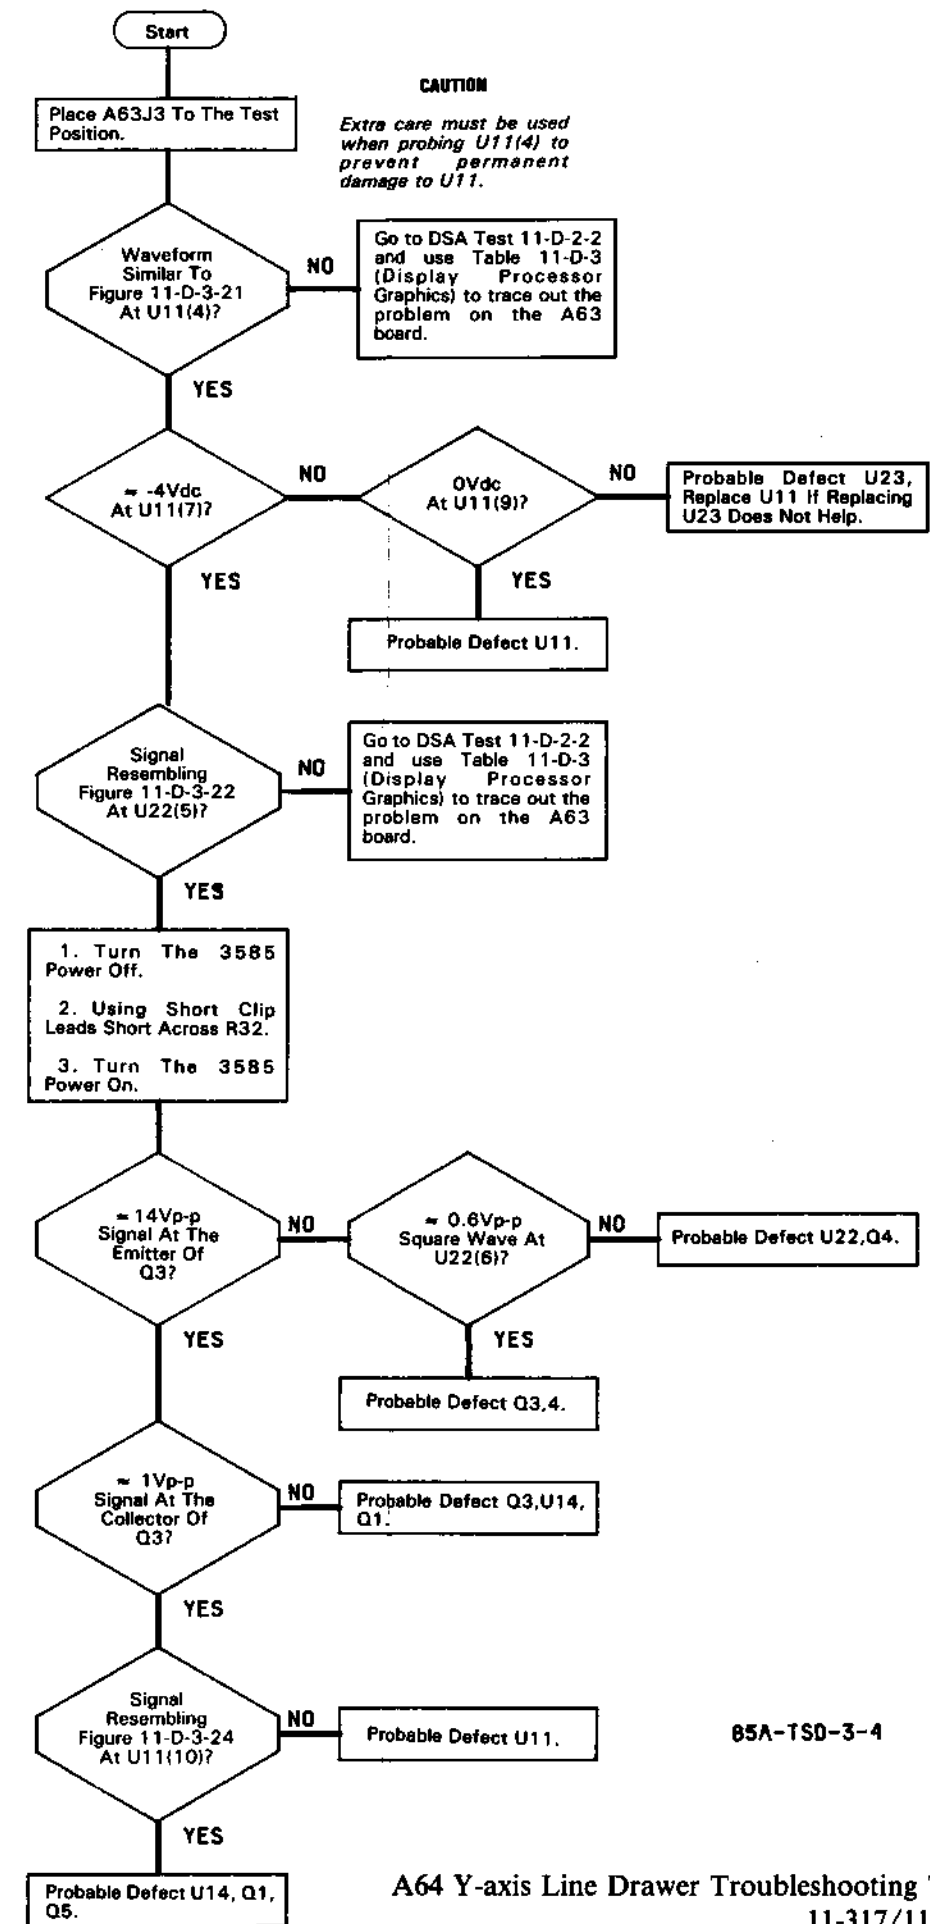 Start
Place A63J3 To The Test
Position.
CAUTION
Extra care must be used
when probing U11(4) to
prevent permanent
damage to U11.
Waveform
Similar To
Figure 11-D-3-21
At U11(4)?
NO
Go to DSA Test 11-D-2-2
and use Table 11-D-3
(Display Processor
Graphics) to trace out the
problem on the A63
board.
YES
≈ -4Vdc
At U11(7)?
NO
0Vdc
At U11(9)?
NO
Probable Defect U23,
Replace U11 If Replacing
U23 Does Not Help.
YES
YES
Probable Defect U11.
Signal
Resembling
Figure 11-D-3-22
At U22(5)?
NO
Go to DSA Test 11-D-2-2
and use Table 11-D-3
(Display Processor
Graphics) to trace out the
problem on the A63
board.
YES
1. Turn The 3585
Power Off.
2. Using Short Clip
Leads Short Across R32.
3. Turn The 3585
Power On.
≈ 14Vp-p
Signal At The
Emitter Of
Q3?
NO
≈ 0.6Vp-p
Square Wave At
U22(6)?
NO
Probable Defect U22,Q4.
YES
YES
Probable Defect Q3,4.
≈ 1Vp-p
Signal At The
Collector Of
Q3?
NO
Probable Defect Q3,U14,
Q1.
YES
Signal
Resembling
Figure 11-D-3-24
At U11(10)?
NO
Probable Defect U11.
85A-TSD-3-4
YES
Probable Defect U14, Q1,
Q5.
A64 Y-axis Line Drawer Troubleshooting
11-317/11